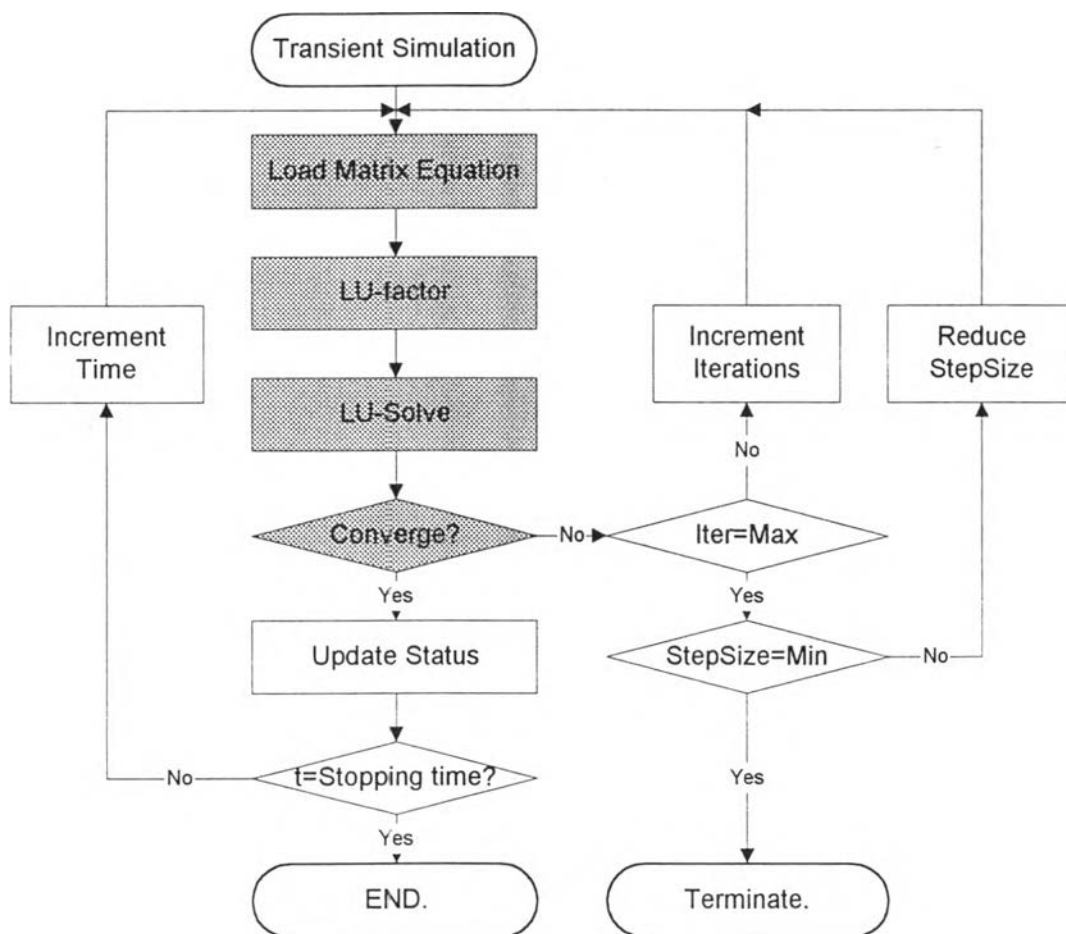 Transient Simulation
Load Matrix Equation
LU-factor
Increment
Time
Increment
Iterations
Reduce
StepSize
LU-Solve
No
Converge?
No
Iter=Max
Yes
Yes
Update Status
StepSize=Min
No
No
t=Stopping time?
Yes
Yes
END.
Terminate.